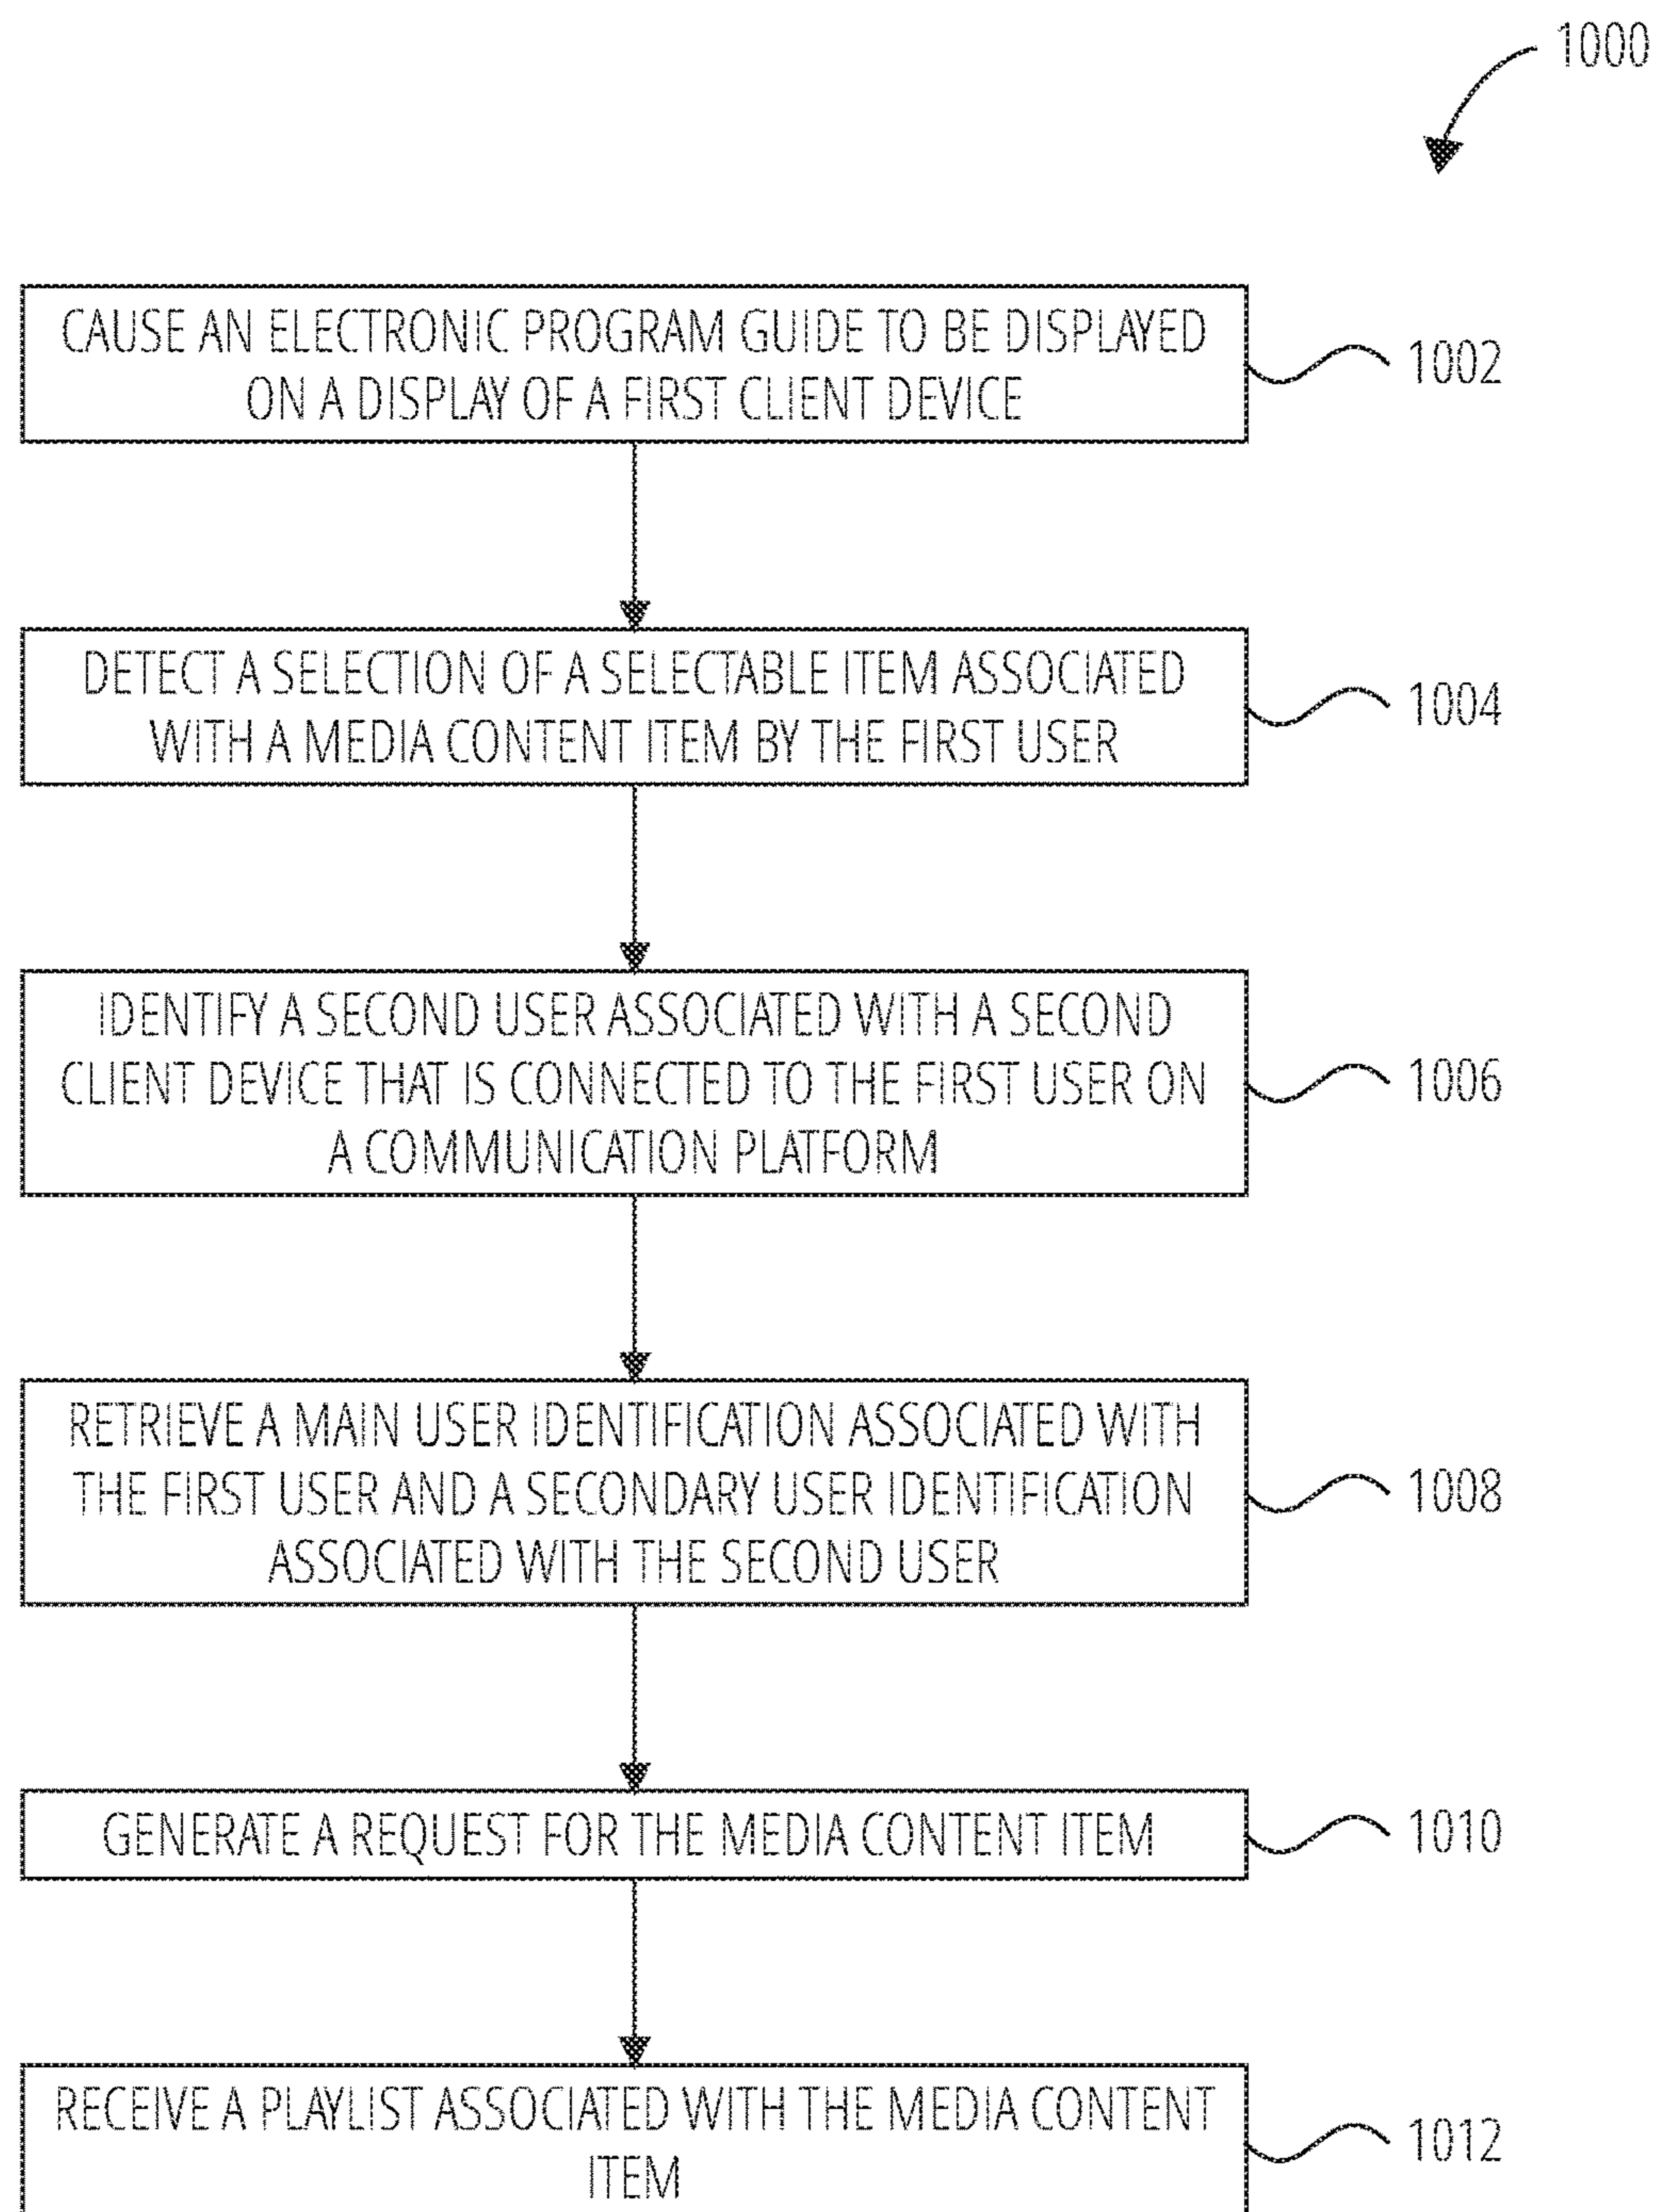 1000
CAUSE AN ELECTRONIC PROGRAM GUIDE TO BE DISPLAYED
ON A DISPLAY OF A FIRST CLIENT DEVICE
1002
DETECT A SELECTION OF A SELECTABLE ITEM ASSOCIATED
WITH A MEDIA CONTENT ITEM BY THE FIRST USER
1004
IDENTIFY A SECOND USER ASSOCIATED WITH A SECOND
CLIENT DEVICE THAT IS CONNECTED TO THE FIRST USER ON
A COMMUNICATION PLATFORM
1006
RETRIEVE A MAIN USER IDENTIFICATION ASSOCIATED WITH
THE FIRST USER AND A SECONDARY USER IDENTIFICATION
ASSOCIATED WITH THE SECOND USER
1008
GENERATE A REQUEST FOR THE MEDIA CONTENT ITEM
1010
RECEIVE A PLAYLIST ASSOCIATED WITH THE MEDIA CONTENT
ITEM
1012